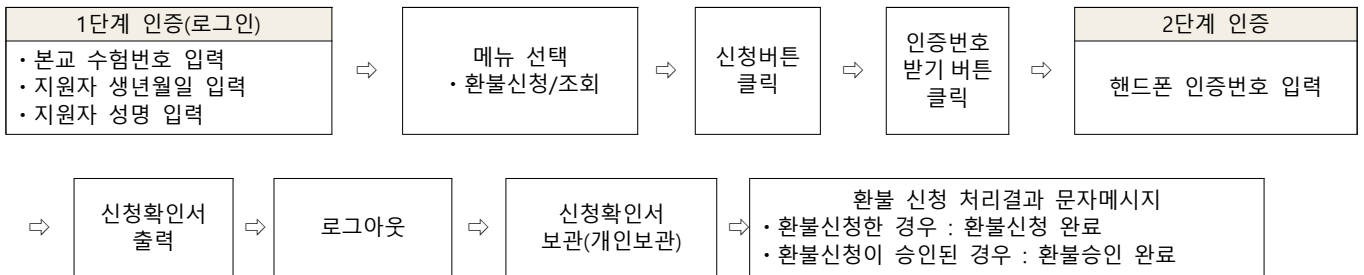 1단계 인증(로그인)
・본교 수험번호 입력
・지원자 생년월일 입력
・지원자 성명 입력
⇨
메뉴 선택
・환불신청/조회
⇨
신청버튼
클릭
⇨
인증번호
받기 버튼
클릭
⇨
2단계 인증
핸드폰 인증번호 입력
⇨
신청확인서
출력
⇨
로그아웃
⇨
신청확인서
보관(개인보관)
⇨
환불 신청 처리결과 문자메시지
・환불신청한 경우 : 환불신청 완료
・환불신청이 승인된 경우 : 환불승인 완료